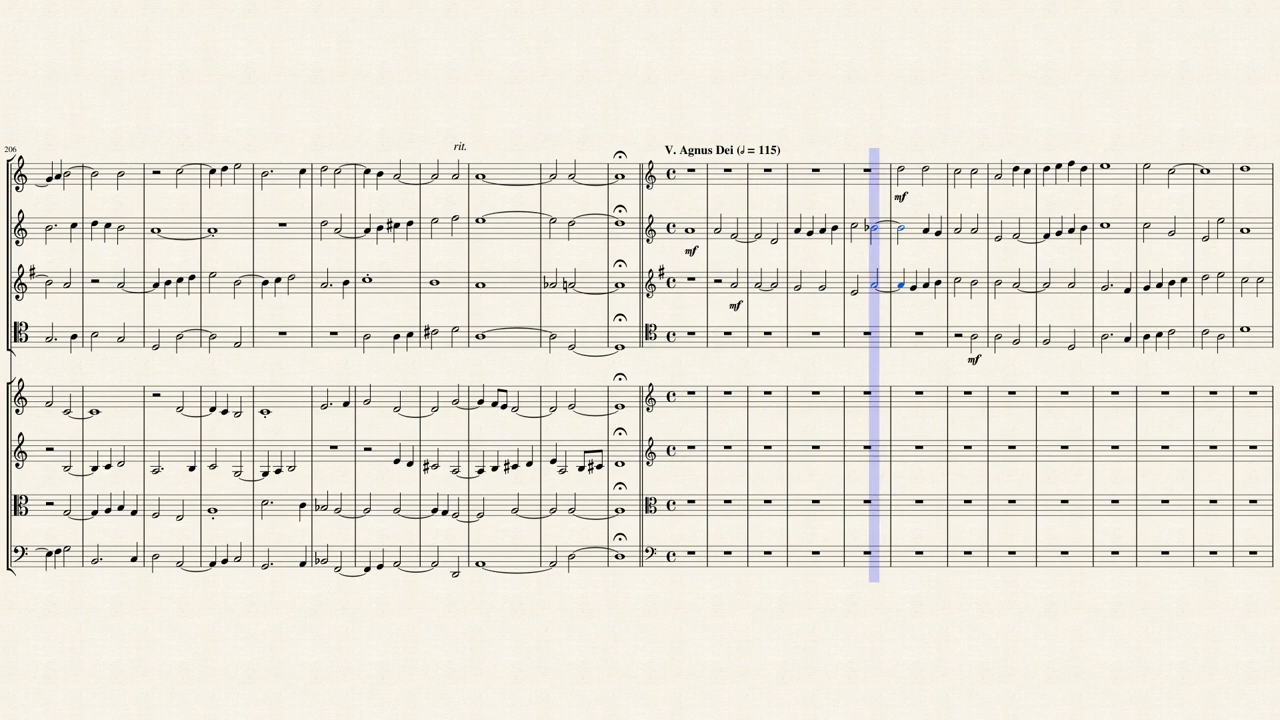 206
rit.
V. Agnus Dei (𝅗𝅥 = 115)
mf
mf
mf
mf